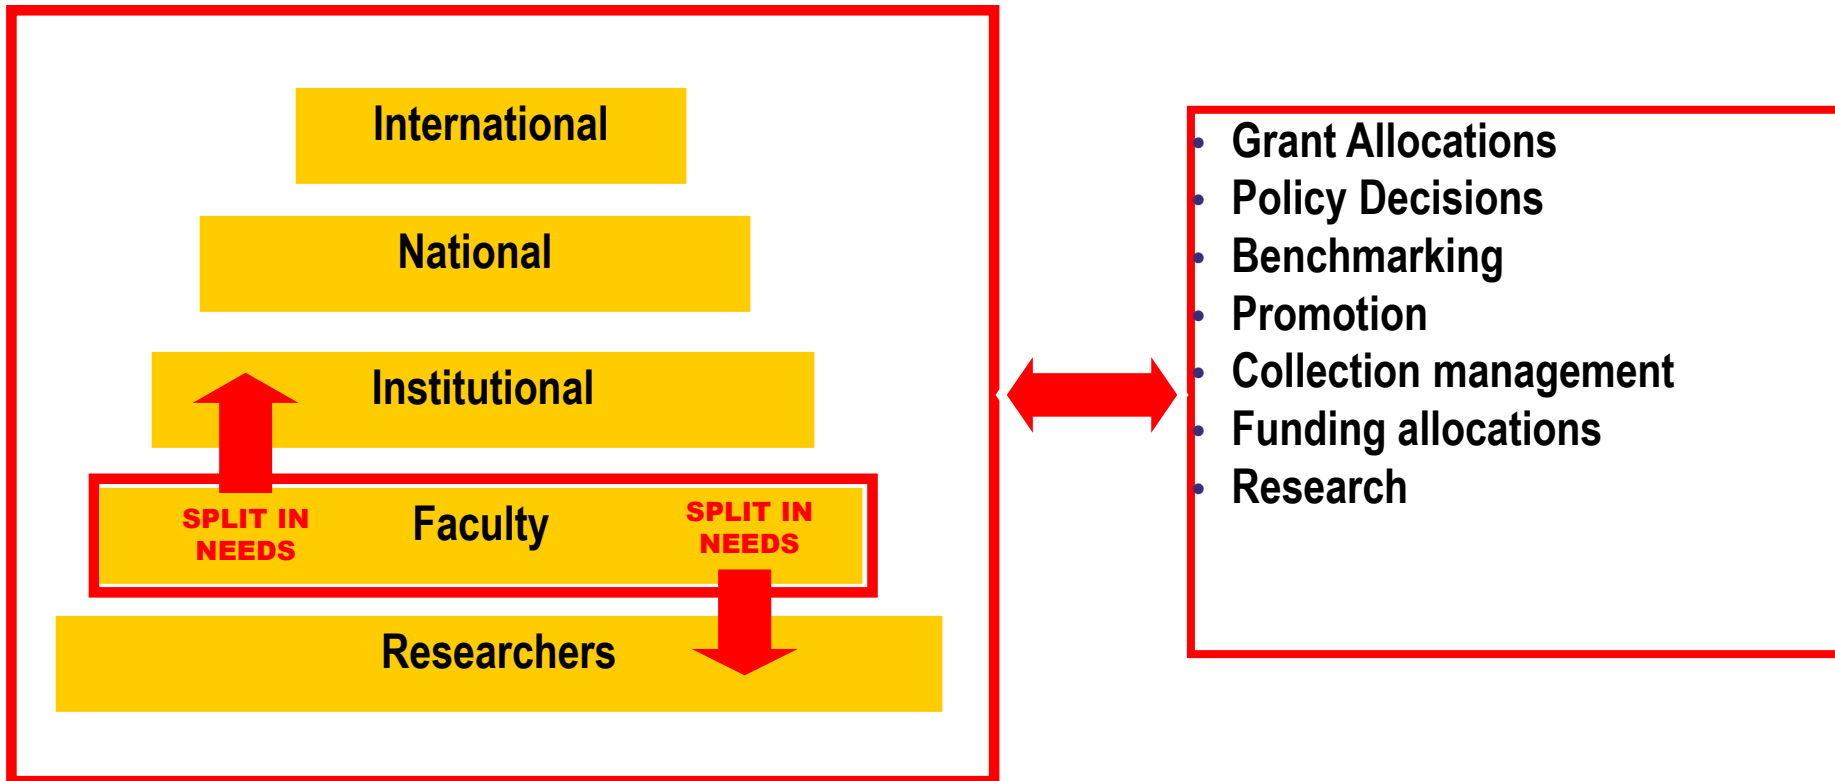 International
National
Institutional
SPLIT IN
NEEDS
Faculty
SPLIT IN
NEEDS
Researchers
• Grant Allocations
• Policy Decisions
• Benchmarking
• Promotion
• Collection management
• Funding allocations
• Research